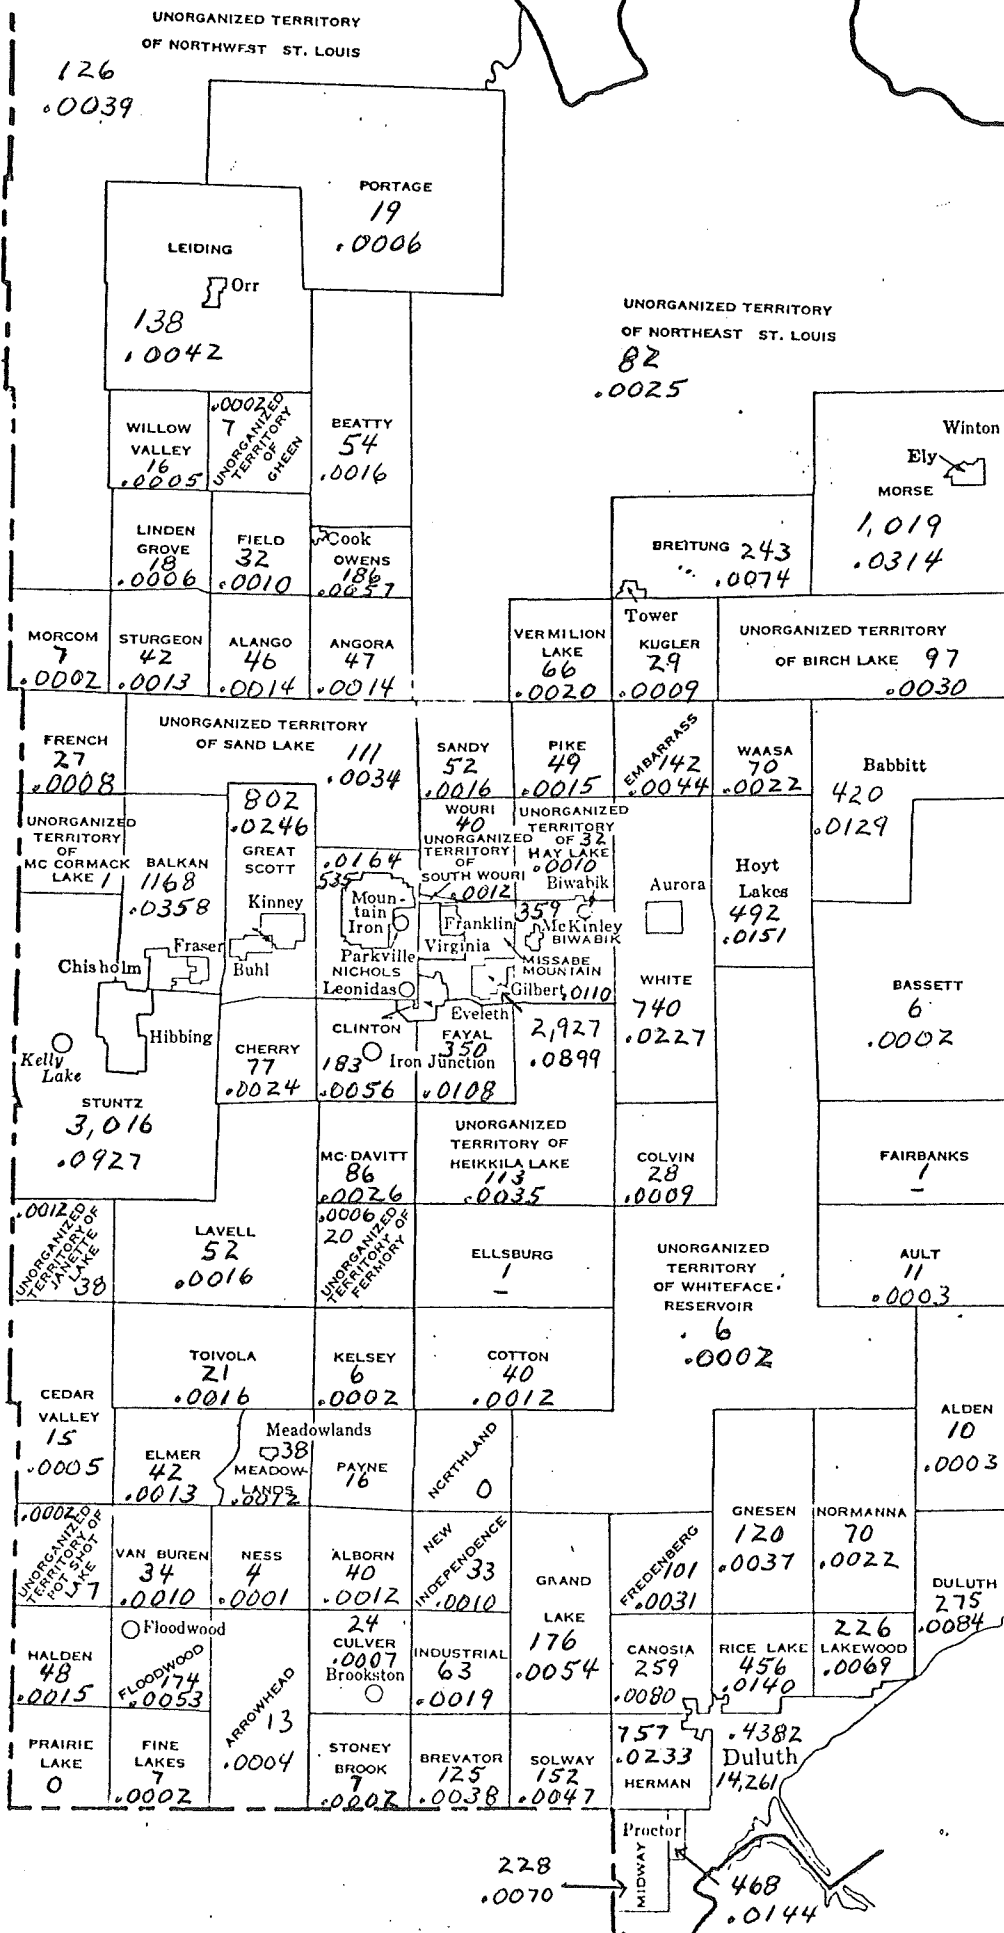 UNORGANIZED TERRITORY
OF NORTHWEST ST. LOUIS
126
.0039
PORTAGE
19
.0006
LEIDING
Orr
138
.0042
UNORGANIZED TERRITORY
OF NORTHEAST ST. LOUIS
82
.0025
WILLOW
VALLEY
16
.0005
.0002
7
UNORGANIZED
TERRITORY
OF
GHEEN
BEATTY
54
.0016
Winton
Ely
MORSE
1,019
.0314
LINDEN
GROVE
18
.0006
FIELD
32
.0010
Cook
OWENS
186
.0057
BREITUNG 243
.0074
MORCOM
7
.0002
STURGEON
42
.0013
ALANGO
46
.0014
ANGORA
47
.0014
VERMILION
LAKE
66
.0020
Tower
KUGLER
29
.0009
UNORGANIZED TERRITORY
OF BIRCH LAKE 97
.0030
FRENCH
27
.0008
UNORGANIZED TERRITORY
OF SAND LAKE 111
.0034
SANDY
52
.0016
PIKE
49
.0015
EMBARRASS
142
.0044
WAASA
70
.0022
Babbitt
420
.0129
UNORGANIZED
TERRITORY
OF
MC CORMACK
LAKE 1
BALKAN
1168
.0358
802
.0246
GREAT
SCOTT
Kinney
Buhl
Fraser
Chisholm
.0164
535
Moun-
tain
Iron
Parkville
NICHOLS
Leonidas
WOURI
40
UNORGANIZED
TERRITORY
OF
SOUTH WOURI
.0012
UNORGANIZED
TERRITORY
OF 32
HAY LAKE
.0010
Biwabik
359
McKinley
BIWABIK
Franklin
Virginia
MISSABE
MOUNTAIN
Gilbert .0110
Eveleth
Aurora
WHITE
740
.0227
Hoyt
Lakes
492
.0151
BASSETT
6
.0002
Hibbing
Kelly
Lake
STUNTZ
3,016
.0927
CHERRY
77
.0024
CLINTON
183
.0056
Iron Junction
FAYAL
350
.0108
2,927
.0899
MC DAVITT
86
.0026
UNORGANIZED
TERRITORY OF
HEIKKILA LAKE
113
.0035
COLVIN
28
.0009
FAIRBANKS
1
–
.0012
UNORGANIZED
TERRITORY OF
JANETTE
LAKE
38
LAVELL
52
.0016
.0006
20
UNORGANIZED
TERRITORY OF
FERMORY
ELLSBURG
1
–
UNORGANIZED
TERRITORY
OF WHITEFACE
RESERVOIR
6
.0002
AULT
11
.0003
TOIVOLA
21
.0016
KELSEY
6
.0002
COTTON
40
.0012
CEDAR
VALLEY
15
.0005
ELMER
42
.0013
Meadowlands
38
MEADOW-
LANDS
.0012
PAYNE
16
NORTHLAND
0
ALDEN
10
.0003
GNESEN
120
.0037
NORMANNA
70
.0022
.0002
UNORGANIZED
TERRITORY OF
POT SHOT
LAKE 7
VAN BUREN
34
.0010
NESS
4
.0001
ALBORN
40
.0012
NEW
INDEPENDENCE
33
.0010
GRAND
LAKE
176
.0054
FREDENBERG
101
.0031
DULUTH
275
.0084
HALDEN
48
.0015
Floodwood
FLOODWOOD
174
.0053
ARROWHEAD
13
.0004
24
CULVER
.0007
Brookston
INDUSTRIAL
63
.0019
CANOSIA
259
.0080
RICE LAKE
456
.0140
226
LAKEWOOD
.0069
PRAIRIE
LAKE
0
FINE
LAKES
7
.0002
STONEY
BROOK
7
.0002
BREVATOR
125
.0038
SOLWAY
152
.0047
757
.0233
HERMAN
.4382
Duluth
14,261
Proctor
MIDWAY
228
.0070
468
.0144